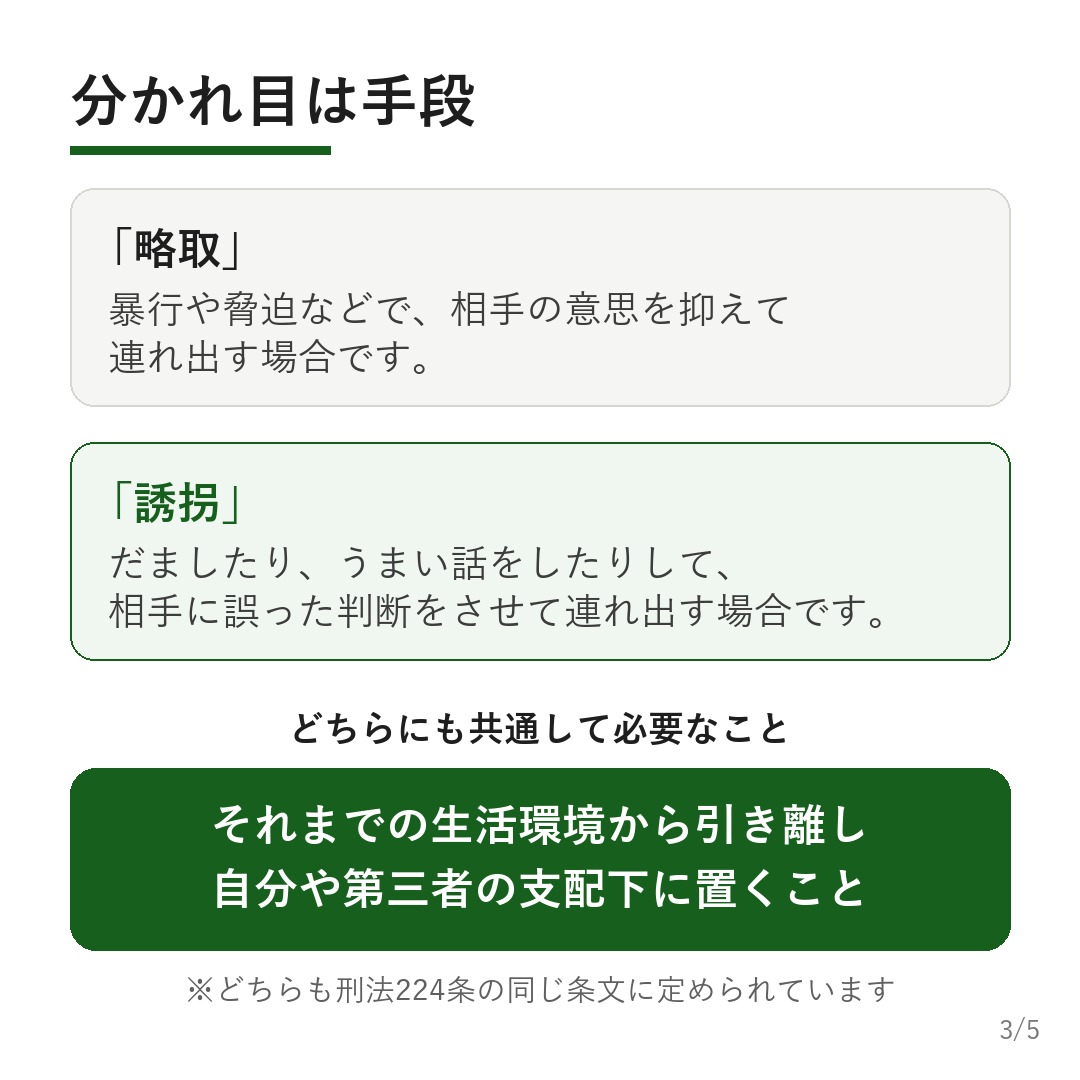 分かれ目は手段
「略取」
暴行や脅迫などで、相手の意思を抑えて
連れ出す場合です。
「誘拐」
だましたり、うまい話をしたりして、
相手に誤った判断をさせて連れ出す場合です。
どちらにも共通して必要なこと
それまでの生活環境から引き離し
自分や第三者の支配下に置くこと
※どちらも刑法224条の同じ条文に定められています
3/5